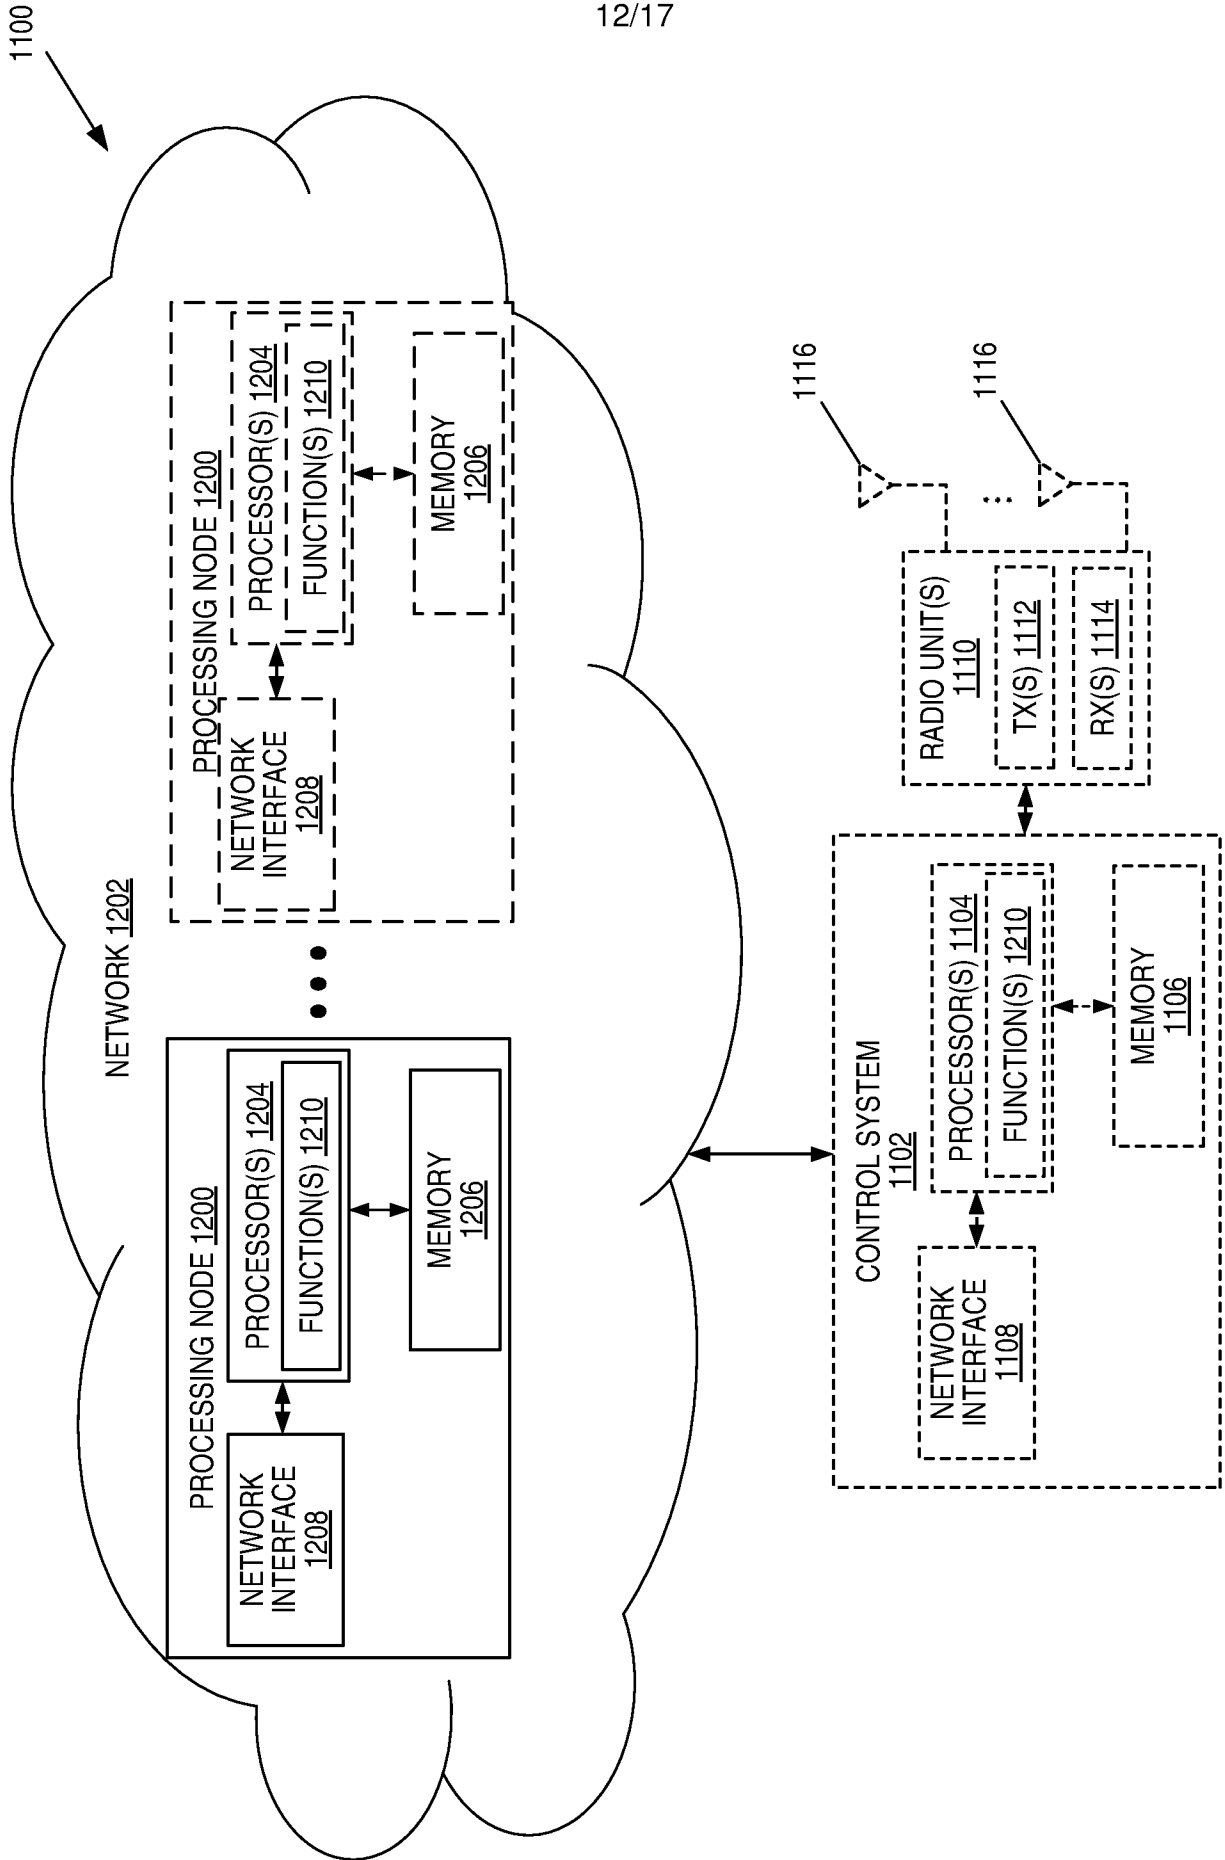 12/17
1100
NETWORK 1202
PROCESSING NODE 1200
NETWORK
INTERFACE
1208
PROCESSOR(S) 1204
FUNCTION(S) 1210
MEMORY
1206
PROCESSING NODE 1200
NETWORK
INTERFACE
1208
PROCESSOR(S) 1204
FUNCTION(S) 1210
MEMORY
1206
CONTROL SYSTEM
1102
NETWORK
INTERFACE
1108
PROCESSOR(S) 1104
FUNCTION(S) 1210
MEMORY
1106
RADIO UNIT(S)
1110
TX(S) 1112
RX(S) 1114
1116
1116